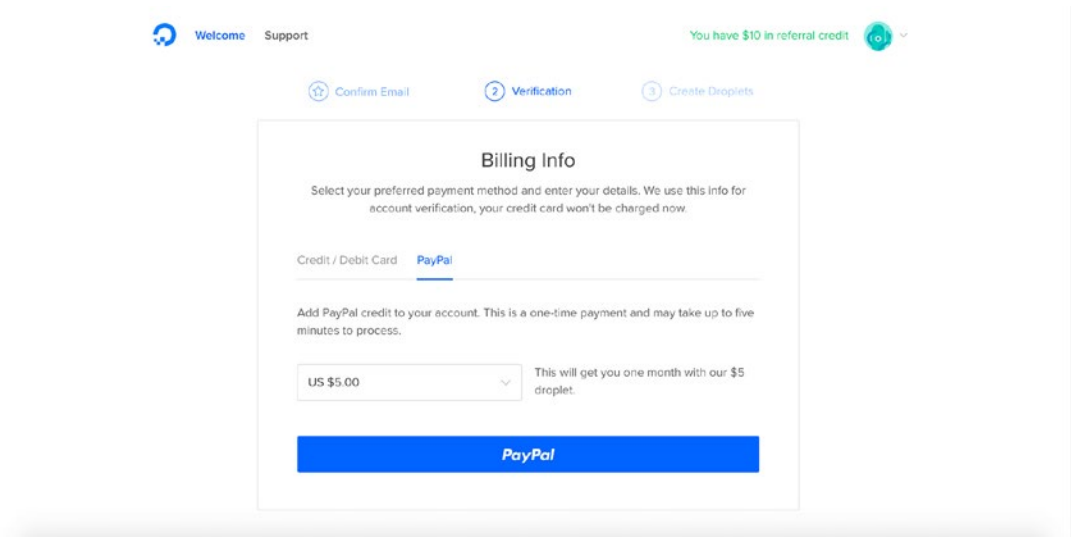 Welcome Support You have $10 in referral credit
Confirm Email 2 Verification 3 Create Droplets
Billing Info
Select your preferred payment method and enter your details. We use this info for
account verification, your credit card won't be charged now.
Credit / Debit Card PayPal
Add PayPal credit to your account. This is a one-time payment and may take up to five
minutes to process.
US $5.00
This will get you one month with our $5
droplet.
PayPal